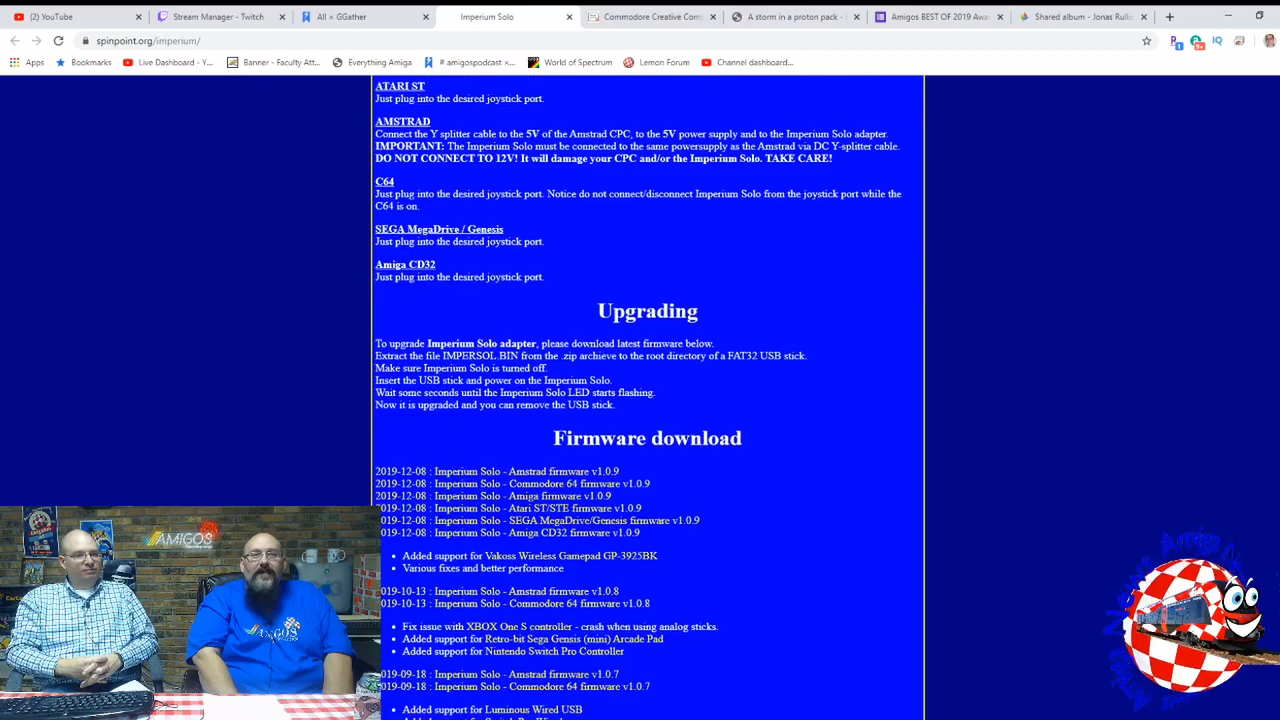 (2) YouTube
Stream Manager - Twitch
All × GGather
Imperium Solo
Commodore Creative Com
A storm in a proton pack -
Amigos BEST OF 2019 Awa
Shared album - Jonas Rullo
spinpoint.org/imperium/
Apps
Bookmarks
Live Dashboard - Y...
Banner - Faculty Att...
Everything Amiga
# amigospodcast ×...
World of Spectrum
Lemon Forum
Channel dashboard...
ATARI ST
Just plug into the desired joystick port.
AMSTRAD
Connect the Y splitter cable to the 5V of the Amstrad CPC, to the 5V power supply and to the Imperium Solo adapter.
IMPORTANT: The Imperium Solo must be connected to the same powersupply as the Amstrad via DC Y-splitter cable.
DO NOT CONNECT TO 12V! It will damage your CPC and/or the Imperium Solo. TAKE CARE!
C64
Just plug into the desired joystick port. Notice do not connect/disconnect Imperium Solo from the joystick port while the
C64 is on.
SEGA MegaDrive / Genesis
Just plug into the desired joystick port.
Amiga CD32
Just plug into the desired joystick port.
Upgrading
To upgrade Imperium Solo adapter, please download latest firmware below.
Extract the file IMPERSOL.BIN from the .zip archieve to the root directory of a FAT32 USB stick.
Make sure Imperium Solo is turned off.
Insert the USB stick and power on the Imperium Solo.
Wait some seconds until the Imperium Solo LED starts flashing.
Now it is upgraded and you can remove the USB stick.
Firmware download
2019-12-08 : Imperium Solo - Amstrad firmware v1.0.9
2019-12-08 : Imperium Solo - Commodore 64 firmware v1.0.9
2019-12-08 : Imperium Solo - Amiga firmware v1.0.9
2019-12-08 : Imperium Solo - Atari ST/STE firmware v1.0.9
2019-12-08 : Imperium Solo - SEGA MegaDrive/Genesis firmware v1.0.9
2019-12-08 : Imperium Solo - Amiga CD32 firmware v1.0.9
• Added support for Vakoss Wireless Gamepad GP-3925BK
• Various fixes and better performance
019-10-13 : Imperium Solo - Amstrad firmware v1.0.8
019-10-13 : Imperium Solo - Commodore 64 firmware v1.0.8
• Fix issue with XBOX One S controller - crash when using analog sticks.
• Added support for Retro-bit Sega Gensis (mini) Arcade Pad
• Added support for Nintendo Switch Pro Controller
019-09-18 : Imperium Solo - Amstrad firmware v1.0.7
019-09-18 : Imperium Solo - Commodore 64 firmware v1.0.7
• Added support for Luminous Wired USB
AMIGOS
AMIGOS